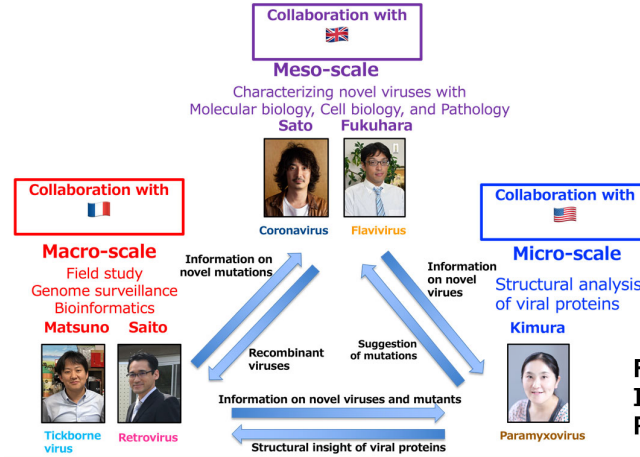 Collaboration with
Meso-scale
Characterizing novel viruses with
Molecular biology, Cell biology, and Pathology
Sato
Fukuhara
Coronavirus
Flavivirus
Collaboration with
Macro-scale
Field study
Genome surveillance
Bioinformatics
Matsuno
Saito
Tickborne
virus
Retrovirus
Collaboration with
Micro-scale
Structural analysis
of viral proteins
Kimura
Paramyxovirus
Information on
novel mutations
Recombinant
viruses
Information
on novel
virues
Suggestion
of mutations
Information on novel viruses and mutants
Structural insight of viral proteins